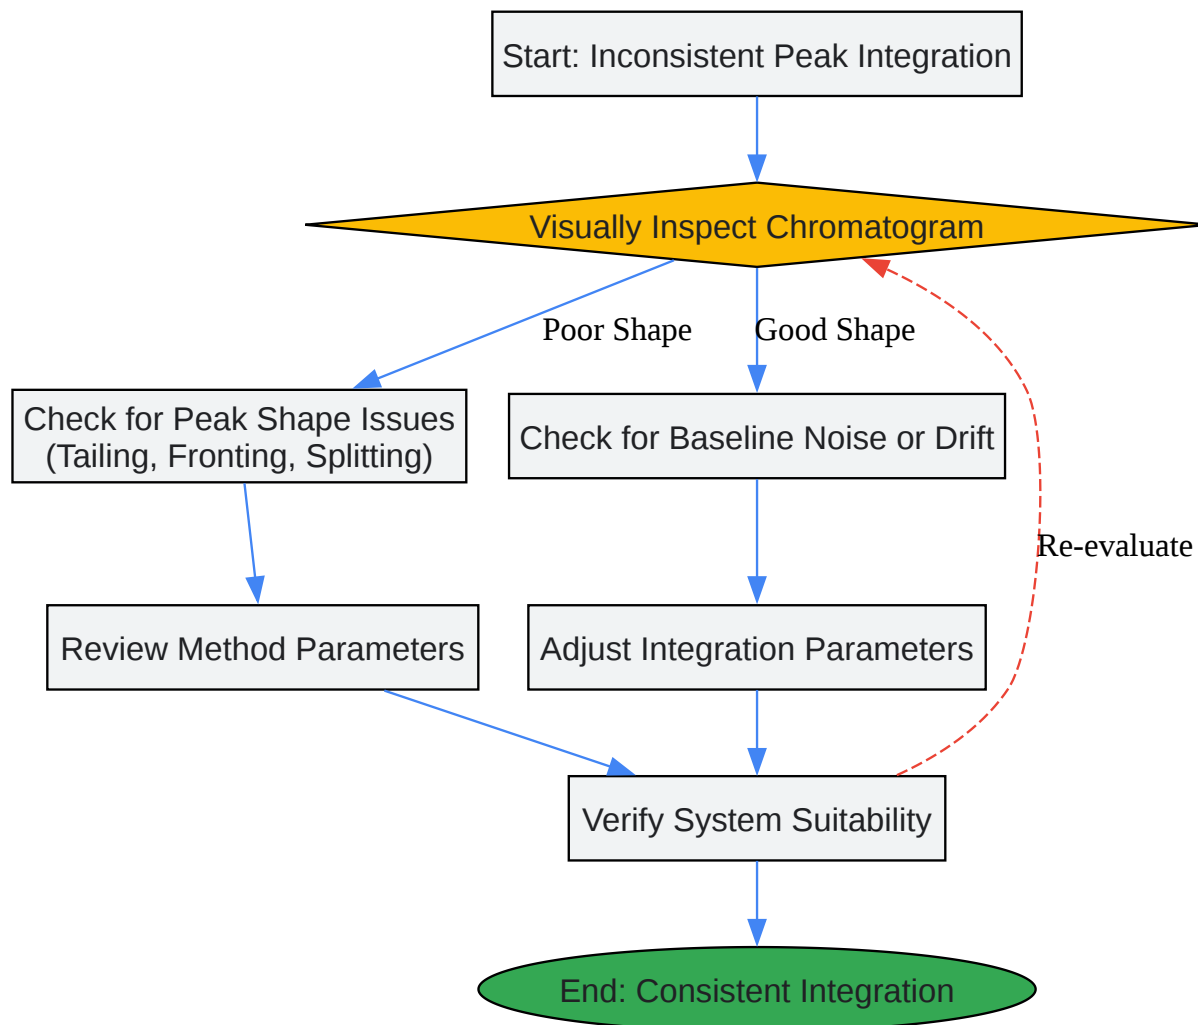 Start: Inconsistent Peak Integration
Visually Inspect Chromatogram
Poor Shape
Good Shape
Check for Peak Shape Issues
(Tailing, Fronting, Splitting)
Check for Baseline Noise or Drift
Re-evaluate
Review Method Parameters
Adjust Integration Parameters
Verify System Suitability
End: Consistent Integration